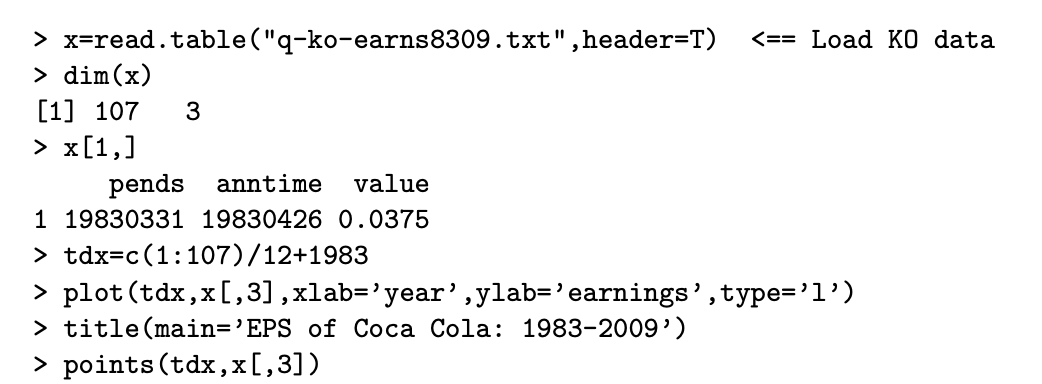 > x=read.table("q-ko-earns8309.txt",header=T)  <== Load KO data
> dim(x)
[1] 107   3
> x[1,]
     pends  anntime  value
1 19830331 19830426 0.0375
> tdx=c(1:107)/12+1983
> plot(tdx,x[,3],xlab=’year’,ylab=’earnings’,type=’l’)
> title(main=’EPS of Coca Cola: 1983-2009’)
> points(tdx,x[,3])